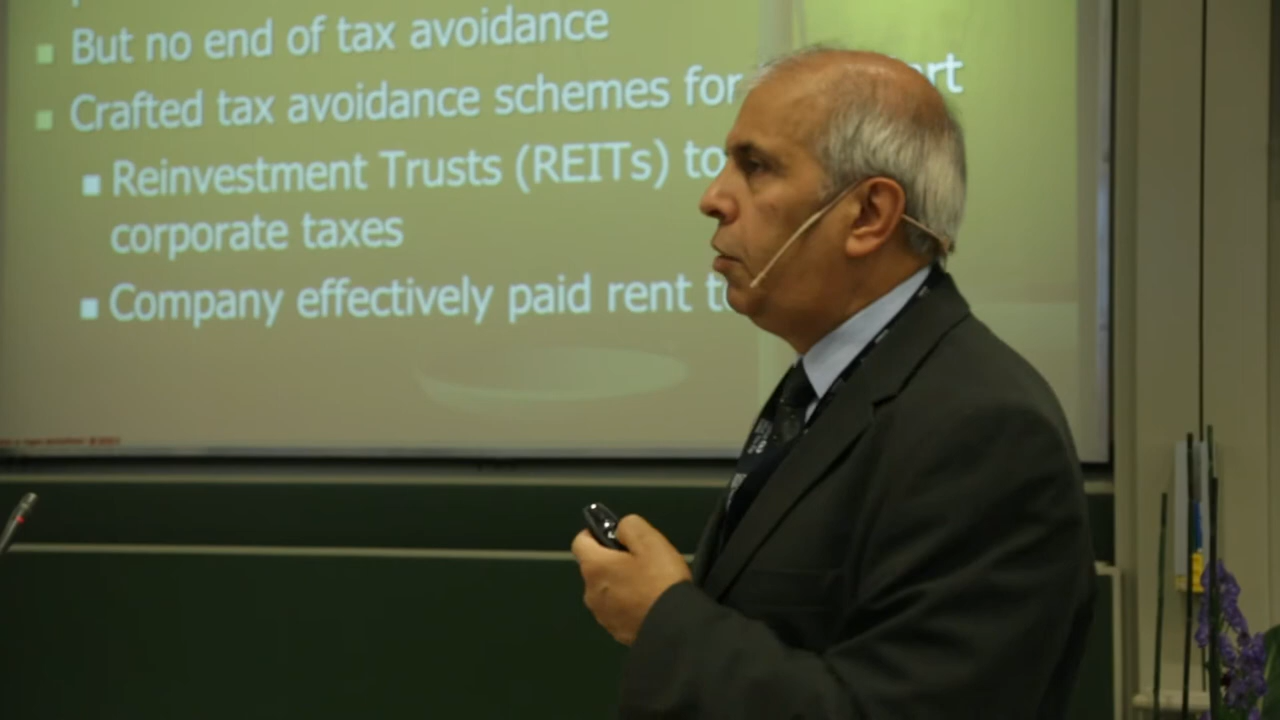 But no end of tax avoidance
Crafted tax avoidance schemes for
Reinvestment Trusts (REITs) to
corporate taxes
Company effectively paid rent